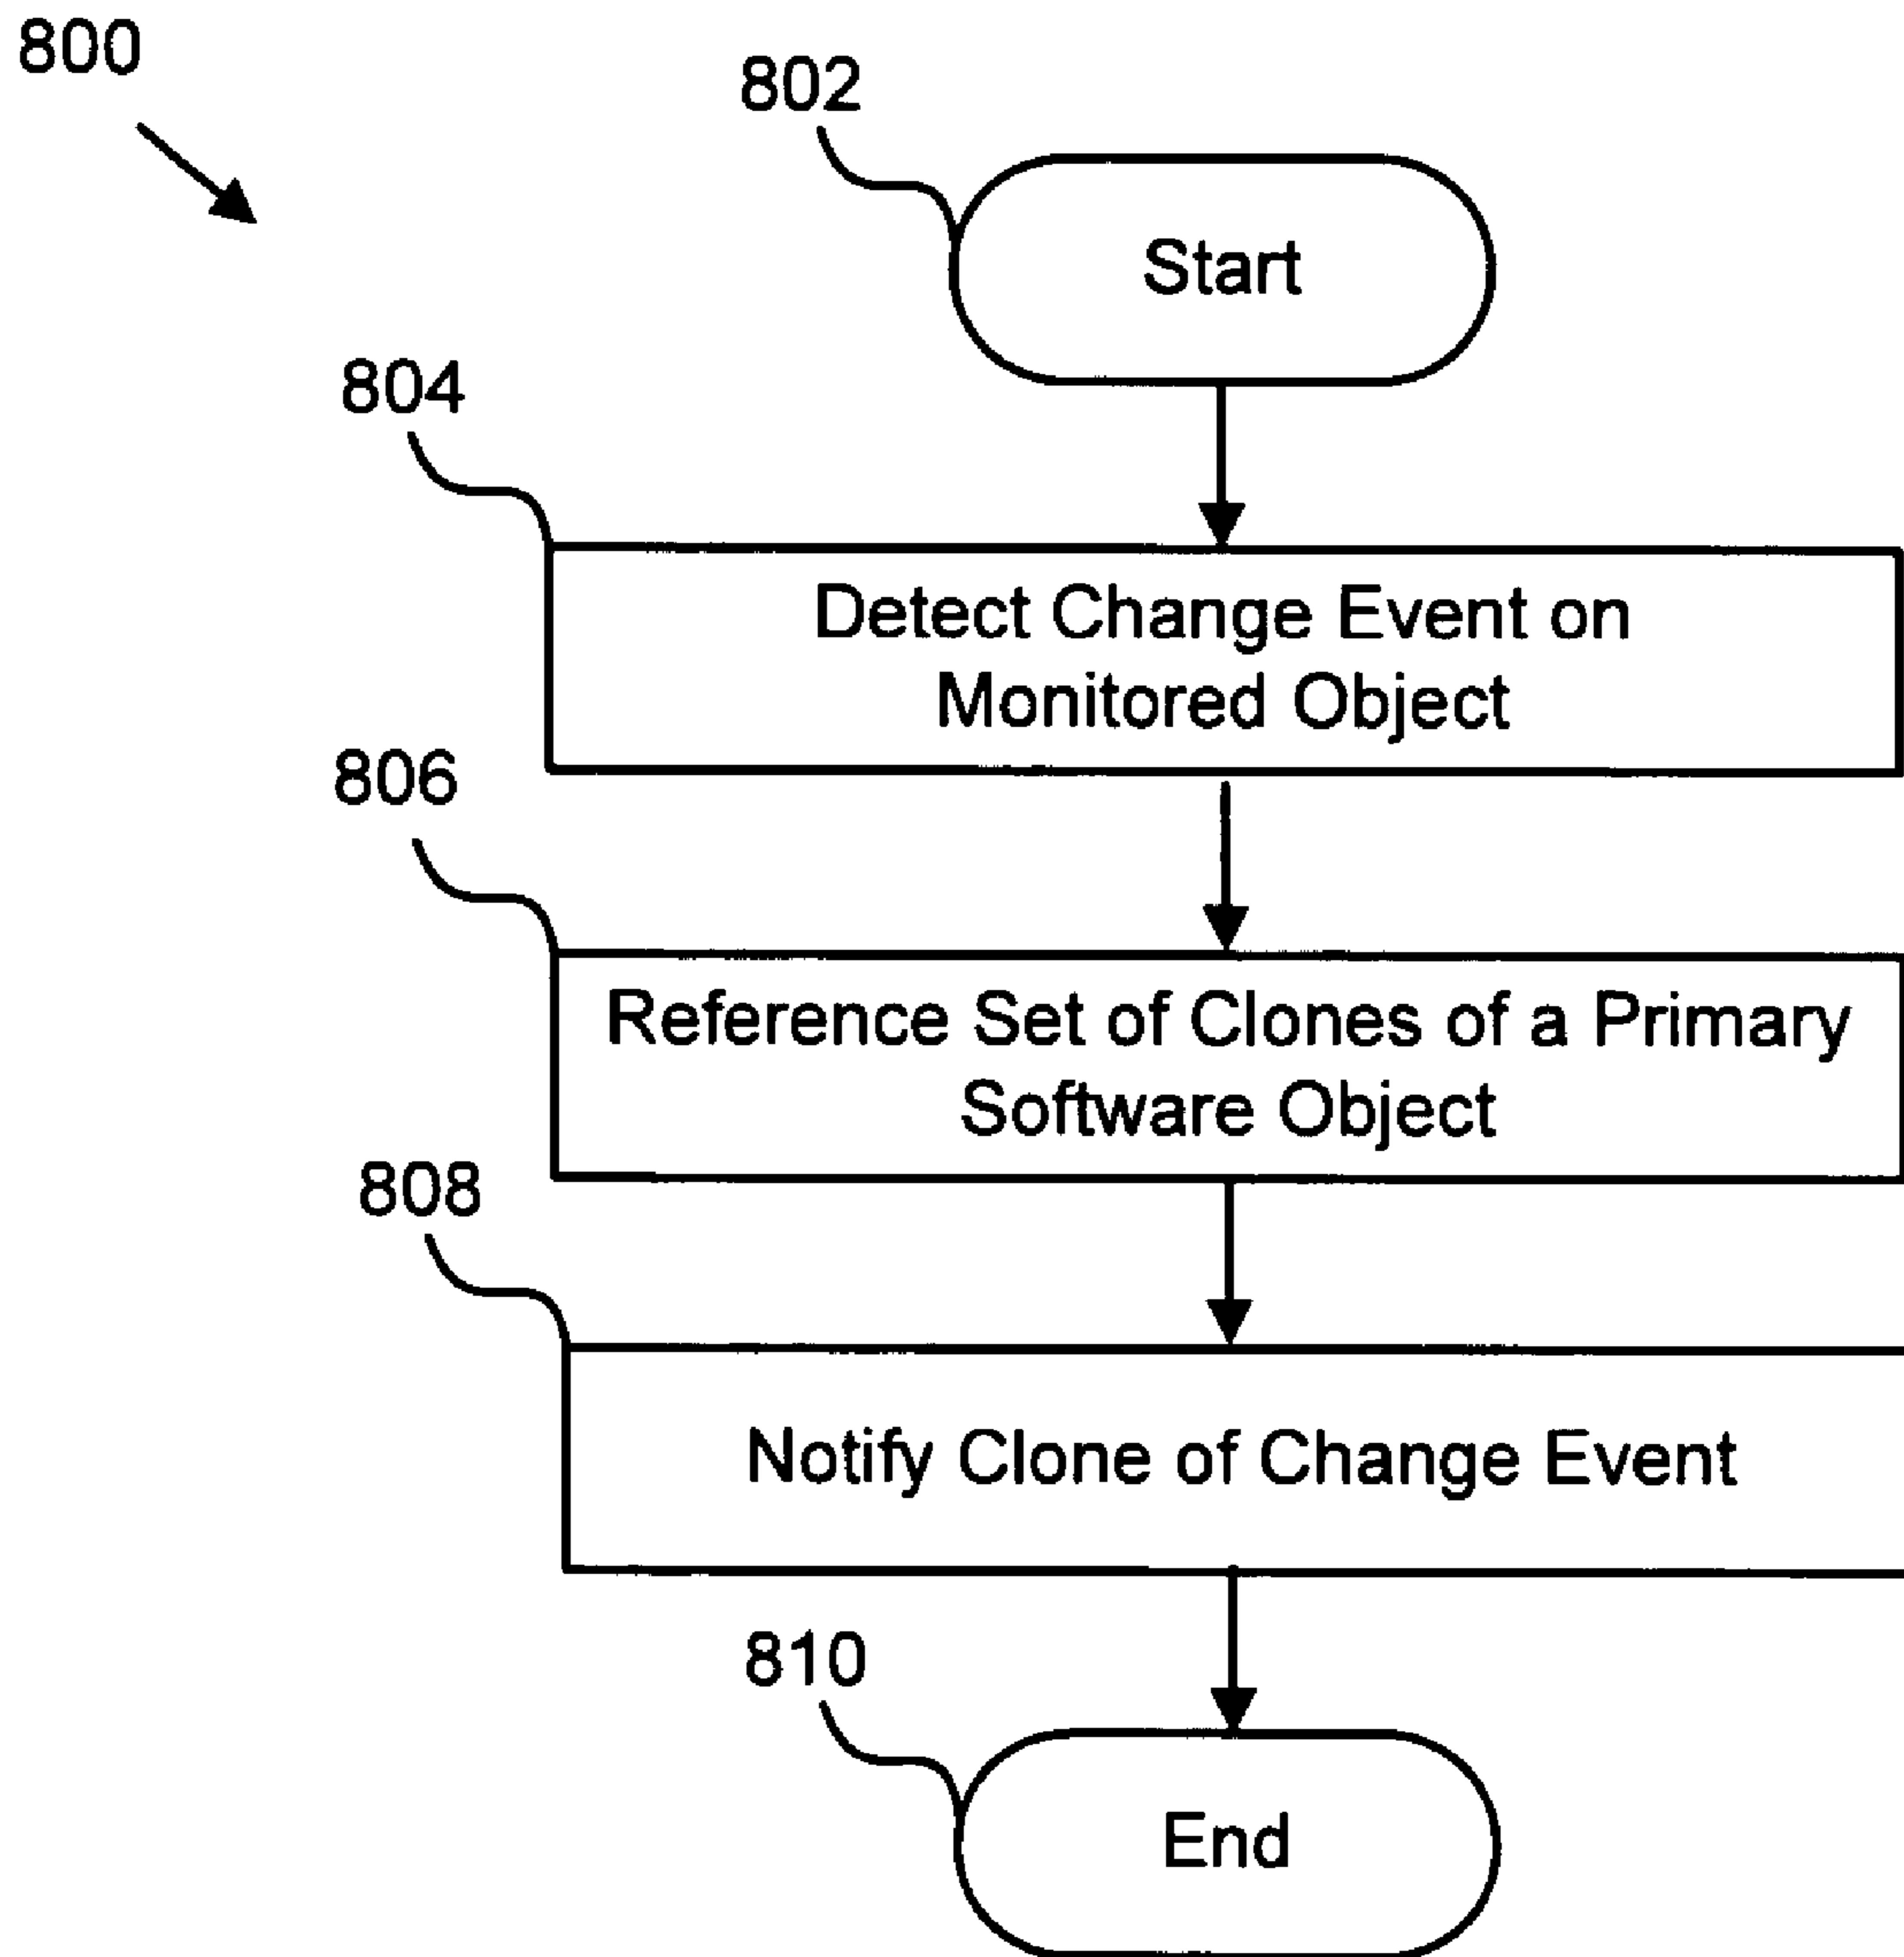 800
802
Start
804
Detect Change Event on
Monitored Object
806
Reference Set of Clones of a Primary
Software Object
808
Notify Clone of Change Event
810
End